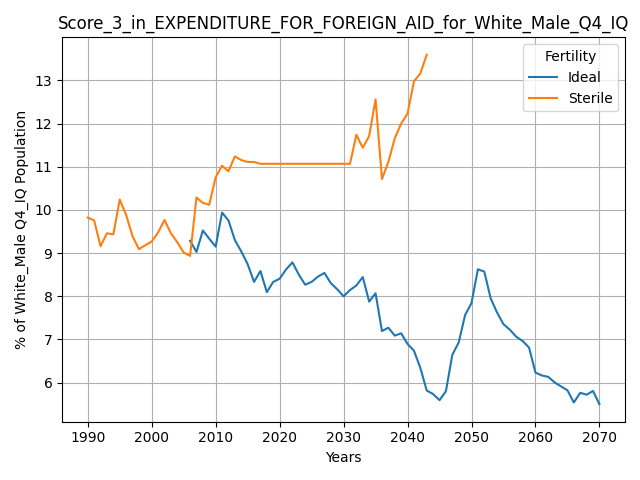 Score_3_in_EXPENDITURE_FOR_FOREIGN_AID_for_White_Male_Q4_IQ
Fertility
Ideal
Sterile
% of White_Male Q4_IQ Population
13
12
11
10
9
8
7
6
1990 2000 2010 2020 2030 2040 2050 2060 2070
Years